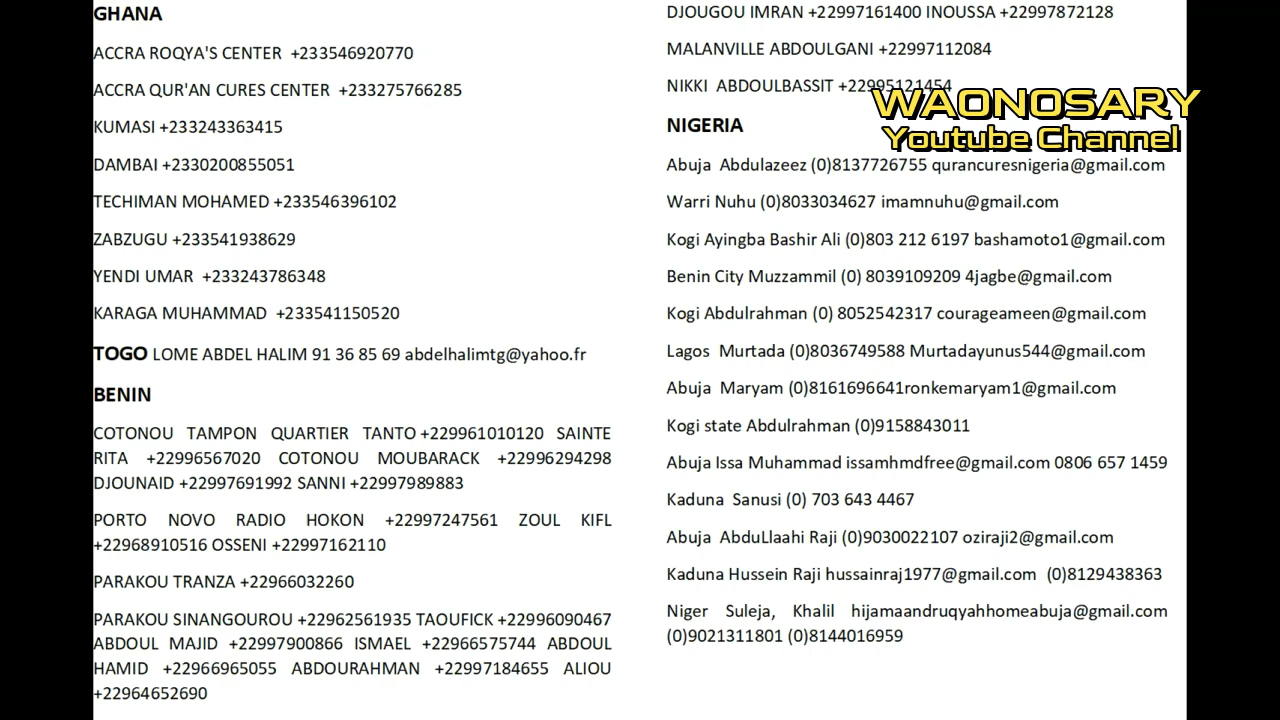 GHANA
ACCRA ROQYA'S CENTER +233546920770
ACCRA QUR'AN CURES CENTER +233275766285
KUMASI +233243363415
DAMBAI +2330200855051
TECHIMAN MOHAMED +233546396102
ZABZUGU +233541938629
YENDI UMAR +233243786348
KARAGA MUHAMMAD +233541150520
TOGO LOME ABDEL HALIM 91 36 85 69 abdelhalimtg@yahoo.fr
BENIN
COTONOU TAMPON QUARTIER TANTO +229961010120 SAINTE
RITA +22996567020 COTONOU MOUBARACK +22996294298
DJOUNAID +22997691992 SANNI +22997989883
PORTO NOVO RADIO HOKON +22997247561 ZOUL KIFL
+22968910516 OSSENI +22997162110
PARAKOU TRANZA +22966032260
PARAKOU SINANGOUROU +22962561935 TAOUFICK +22996090467
ABDOUL MAJID +22997900866 ISMAEL +22966575744 ABDOUL
HAMID +22966965055 ABDOURAHMAN +22997184655 ALIOU
+22964652690
DJOUGOU IMRAN +22997161400 INOUSSA +22997872128
MALANVILLE ABDOULGANI +22997112084
NIKKI ABDOULBASSIT +22995121454
WAONOSARY
Youtube Channel
NIGERIA
Abuja Abdulazeez (0)8137726755 qurancuresnigeria@gmail.com
Warri Nuhu (0)8033034627 imamnuhu@gmail.com
Kogi Ayingba Bashir Ali (0)803 212 6197 bashamoto1@gmail.com
Benin City Muzzammil (0) 8039109209 4jagbe@gmail.com
Kogi Abdulrahman (0) 8052542317 courageameen@gmail.com
Lagos Murtada (0)8036749588 Murtadayunus544@gmail.com
Abuja Maryam (0)8161696641ronkemaryam1@gmail.com
Kogi state Abdulrahman (0)9158843011
Abuja Issa Muhammad issamhmdfree@gmail.com 0806 657 1459
Kaduna Sanusi (0) 703 643 4467
Abuja AbduLlaahi Raji (0)9030022107 oziraji2@gmail.com
Kaduna Hussein Raji hussainraj1977@gmail.com (0)8129438363
Niger Suleja, Khalil hijamaandruqyahhomeabuja@gmail.com
(0)9021311801 (0)8144016959